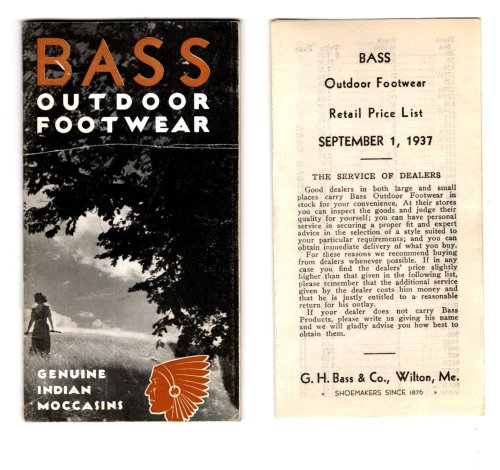 BASS
OUTDOOR
FOOTWEAR
GENUINE
INDIAN
MOCCASINS
BASS
Outdoor Footwear
Retail Price List
SEPTEMBER 1, 1937
THE SERVICE OF DEALERS
Good dealers in both large and small
places carry Bass Outdoor Footwear in
stock for your convenience. At their stores
you can inspect the goods and judge their
quality for yourself; you can have personal
service in securing a proper fit and expert
advice in the selection of a style suited to
your particular requirements; and you can
obtain immediate delivery of what you buy.
For these reasons we recommend buying
from dealers whenever possible. If in any
case you find the dealers' price slightly
higher than that given in the following list,
please remember that the additional service
given by the dealer costs him money and
that he is justly entitled to a reasonable
return for his outlay.
If your dealer does not carry Bass
Products, please write us giving his name
and we will gladly advise you how best to
obtain them.
G. H. Bass & Co., Wilton, Me.
• SHOEMAKERS SINCE 1876 •